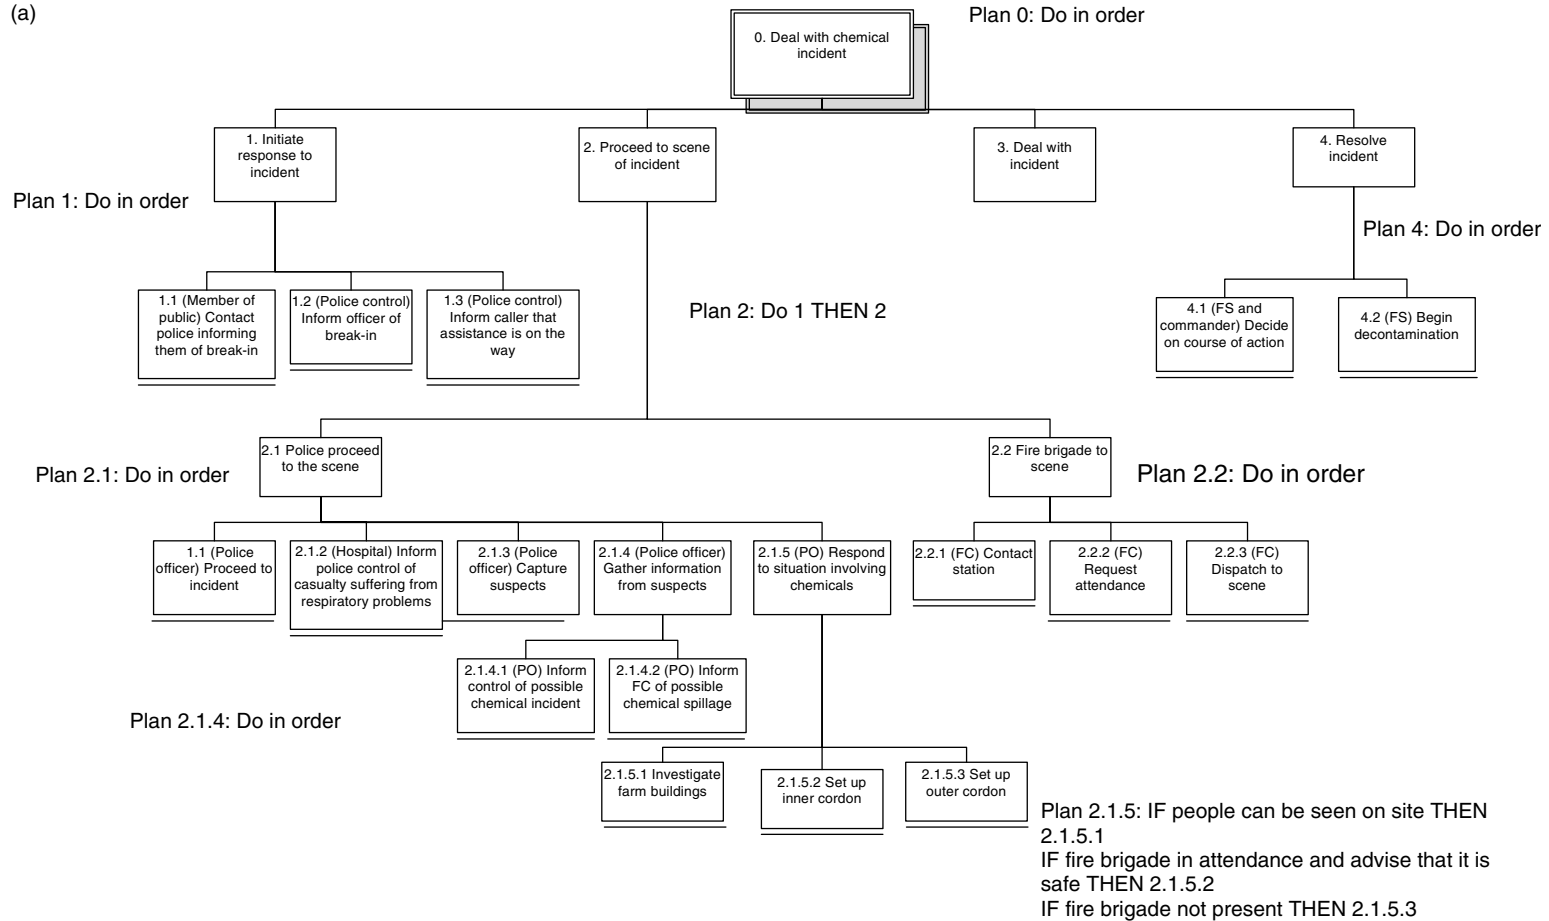 (a)
Plan 0: Do in order
0. Deal with chemical
incident
1. Initiate
response to
incident
2. Proceed to scene
of incident
3. Deal with
incident
4. Resolve
incident
Plan 1: Do in order
Plan 4: Do in order
1.1 (Member of
public) Contact
police informing
them of break-in
1.2 (Police control)
Inform officer of
break-in
1.3 (Police control)
Inform caller that
assistance is on the
way
Plan 2: Do 1 THEN 2
4.1 (FS and
commander) Decide
on course of action
4.2 (FS) Begin
decontamination
2.1 Police proceed
to the scene
2.2 Fire brigade to
scene
Plan 2.1: Do in order
Plan 2.2: Do in order
1.1 (Police
officer) Proceed to
incident
2.1.2 (Hospital) Inform
police control of
casualty suffering from
respiratory problems
2.1.3 (Police
officer) Capture
suspects
2.1.4 (Police officer)
Gather information
from suspects
2.1.5 (PO) Respond
to situation involving
chemicals
2.2.1 (FC) Contact
station
2.2.2 (FC)
Request
attendance
2.2.3 (FC)
Dispatch to
scene
2.1.4.1 (PO) Inform
control of possible
chemical incident
2.1.4.2 (PO) Inform
FC of possible
chemical spillage
Plan 2.1.4: Do in order
2.1.5.1 Investigate
farm buildings
2.1.5.2 Set up
inner cordon
2.1.5.3 Set up
outer cordon
Plan 2.1.5: IF people can be seen on site THEN
2.1.5.1
IF fire brigade in attendance and advise that it is
safe THEN 2.1.5.2
IF fire brigade not present THEN 2.1.5.3